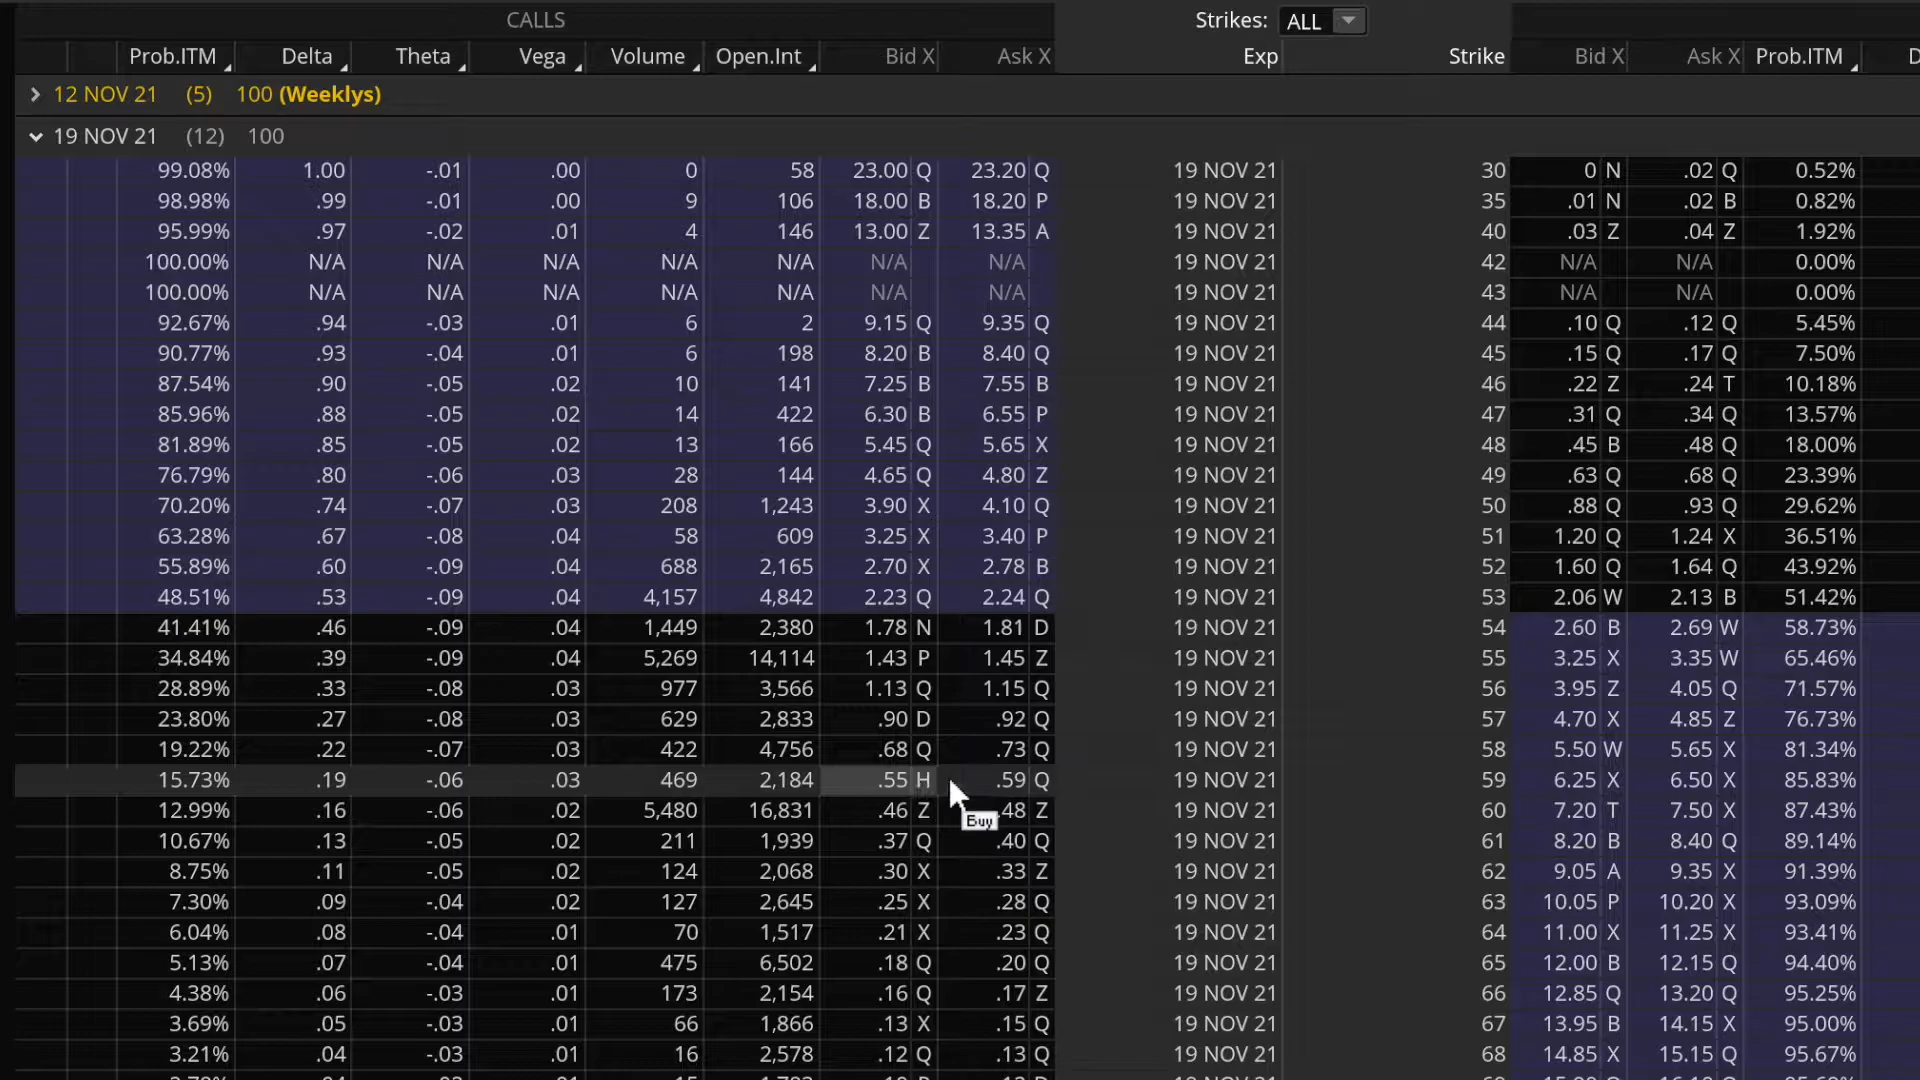 CALLS Strikes: ALL
Prob.ITM Delta Theta Vega Volume Open.Int Bid X Ask X Exp Strike Bid X Ask X Prob.ITM D
12 NOV 21 (5) 100 (Weeklys)
19 NOV 21 (12) 100
99.08% 1.00 -.01 .00 0 58 23.00 Q 23.20 Q 19 NOV 21 30 0 N .02 Q 0.52%
98.98% .99 -.01 .00 9 106 18.00 B 18.20 P 19 NOV 21 35 .01 N .02 B 0.82%
95.99% .97 -.02 .01 4 146 13.00 Z 13.35 A 19 NOV 21 40 .03 Z .04 Z 1.92%
100.00% N/A N/A N/A N/A N/A N/A N/A 19 NOV 21 42 N/A N/A 0.00%
100.00% N/A N/A N/A N/A N/A N/A N/A 19 NOV 21 43 N/A N/A 0.00%
92.67% .94 -.03 .01 6 2 9.15 Q 9.35 Q 19 NOV 21 44 .10 Q .12 Q 5.45%
90.77% .93 -.04 .01 6 198 8.20 B 8.40 Q 19 NOV 21 45 .15 Q .17 Q 7.50%
87.54% .90 -.05 .02 10 141 7.25 B 7.55 B 19 NOV 21 46 .22 Z .24 T 10.18%
85.96% .88 -.05 .02 14 422 6.30 B 6.55 P 19 NOV 21 47 .31 Q .34 Q 13.57%
81.89% .85 -.05 .02 13 166 5.45 Q 5.65 X 19 NOV 21 48 .45 B .48 Q 18.00%
76.79% .80 -.06 .03 28 144 4.65 Q 4.80 Z 19 NOV 21 49 .63 Q .68 Q 23.39%
70.20% .74 -.07 .03 208 1,243 3.90 X 4.10 Q 19 NOV 21 50 .88 Q .93 Q 29.62%
63.28% .67 -.08 .04 58 609 3.25 X 3.40 P 19 NOV 21 51 1.20 Q 1.24 X 36.51%
55.89% .60 -.09 .04 688 2,165 2.70 X 2.78 B 19 NOV 21 52 1.60 Q 1.64 Q 43.92%
48.51% .53 -.09 .04 4,157 4,842 2.23 Q 2.24 Q 19 NOV 21 53 2.06 W 2.13 B 51.42%
41.41% .46 -.09 .04 1,449 2,380 1.78 N 1.81 D 19 NOV 21 54 2.60 B 2.69 W 58.73%
34.84% .39 -.09 .04 5,269 14,114 1.43 P 1.45 Z 19 NOV 21 55 3.25 X 3.35 W 65.46%
28.89% .33 -.08 .03 977 3,566 1.13 Q 1.15 Q 19 NOV 21 56 3.95 Z 4.05 Q 71.57%
23.80% .27 -.08 .03 629 2,833 .90 D .92 Q 19 NOV 21 57 4.70 X 4.85 Z 76.73%
19.22% .22 -.07 .03 422 4,756 .68 Q .73 Q 19 NOV 21 58 5.50 W 5.65 X 81.34%
15.73% .19 -.06 .03 469 2,184 .55 H .59 Q 19 NOV 21 59 6.25 X 6.50 X 85.83%
12.99% .16 -.06 .02 5,480 16,831 .46 Z Buy .48 Z 19 NOV 21 60 7.20 T 7.50 X 87.43%
10.67% .13 -.05 .02 211 1,939 .37 Q .40 Q 19 NOV 21 61 8.20 B 8.40 Q 89.14%
8.75% .11 -.05 .02 124 2,068 .30 X .33 Z 19 NOV 21 62 9.05 A 9.35 X 91.39%
7.30% .09 -.04 .02 127 2,645 .25 X .28 Q 19 NOV 21 63 10.05 P 10.20 X 93.09%
6.04% .08 -.04 .01 70 1,517 .21 X .23 Q 19 NOV 21 64 11.00 X 11.25 X 93.41%
5.13% .07 -.04 .01 475 6,502 .18 Q .20 Q 19 NOV 21 65 12.00 B 12.15 Q 94.40%
4.38% .06 -.03 .01 173 2,154 .16 Q .17 Z 19 NOV 21 66 12.85 Q 13.20 Q 95.25%
3.69% .05 -.03 .01 66 1,866 .13 X .15 Q 19 NOV 21 67 13.95 B 14.15 X 95.00%
3.21% .04 -.03 .01 16 2,578 .12 Q .13 Q 19 NOV 21 68 14.85 X 15.15 Q 95.67%